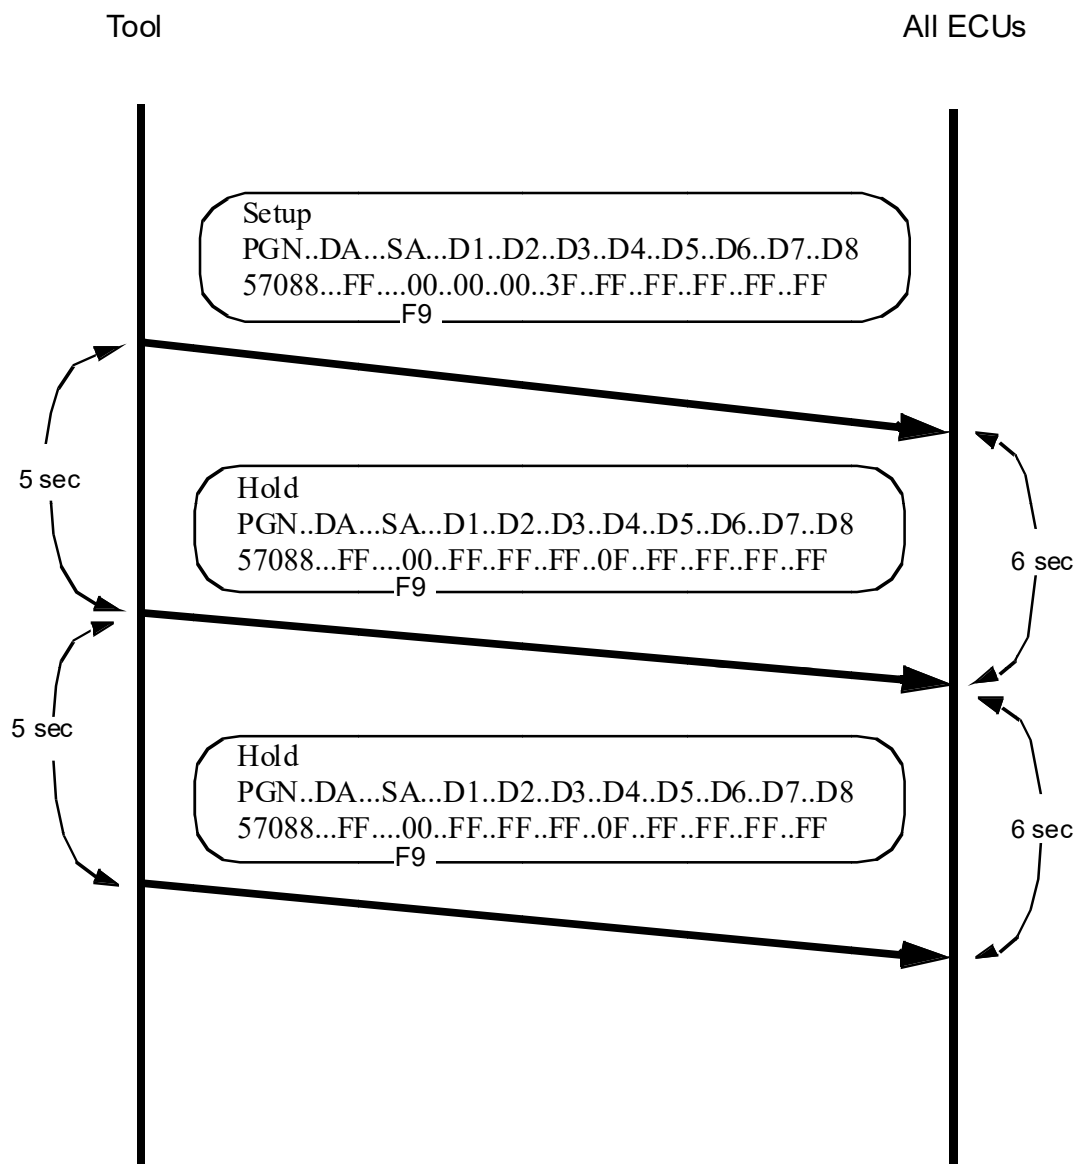 Tool
All ECUs
Setup
PGN..DA...SA...D1..D2..D3..D4..D5..D6..D7..D8
57088...FF....00..00..00..3F..FF..FF..FF..FF..FF
F9
5 sec
Hold
PGN..DA...SA...D1..D2..D3..D4..D5..D6..D7..D8
57088...FF....00..FF..FF..FF..0F..FF..FF..FF..FF
F9
6 sec
5 sec
Hold
PGN..DA...SA...D1..D2..D3..D4..D5..D6..D7..D8
57088...FF....00..FF..FF..FF..0F..FF..FF..FF..FF
F9
6 sec